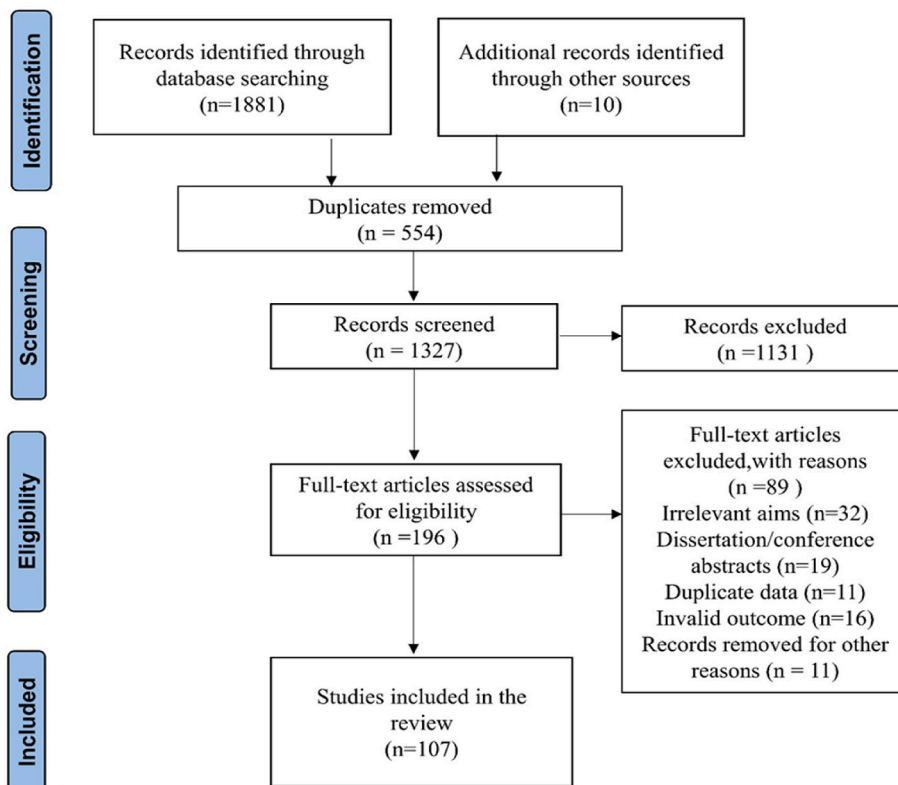 Identification
Records identified through
database searching
(n=1881)
Additional records identified
through other sources
(n=10)
Duplicates removed
(n = 554)
Screening
Records screened
(n = 1327)
Records excluded
(n =1131 )
Eligibility
Full-text articles assessed
for eligibility
(n =196 )
Full-text articles
excluded,with reasons
(n =89 )
Irrelevant aims (n=32)
Dissertation/conference
abstracts (n=19)
Duplicate data (n=11)
Invalid outcome (n=16)
Records removed for other
reasons (n = 11)
Included
Studies included in the
review
(n=107)